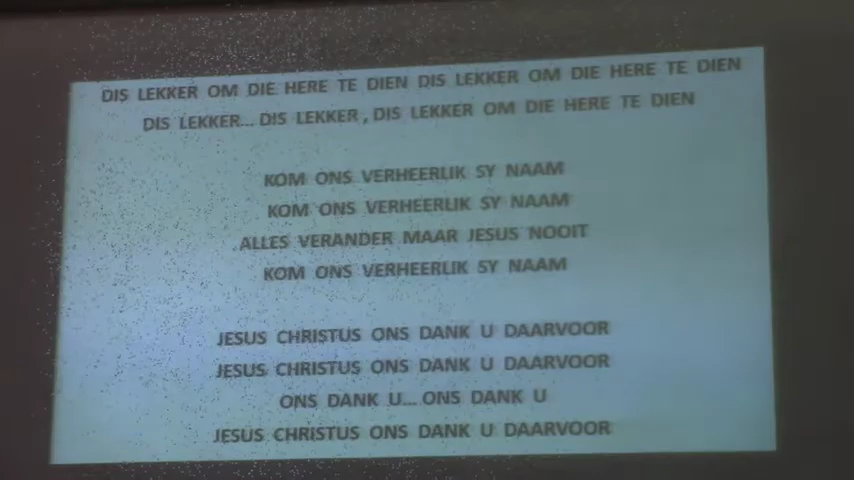 DIS LEKKER OM DIE HERE TE DIEN DIS LEKKER OM DIE HERE TE DIEN
DIS LEKKER... DIS LEKKER , DIS LEKKER OM DIE HERE TE DIEN
KOM ONS VERHEERLIK SY NAAM
KOM ONS VERHEERLIK SY NAAM
ALLES VERANDER MAAR JESUS NOOIT
KOM ONS VERHEERLIK SY NAAM
JESUS CHRISTUS ONS DANK U DAARVOOR
JESUS CHRISTUS ONS DANK U DAARVOOR
ONS DANK U... ONS DANK U
JESUS CHRISTUS ONS DANK U DAARVOOR